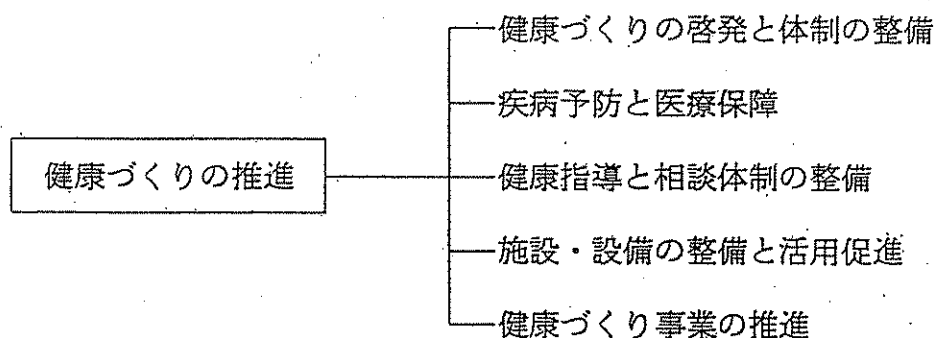 健康づくりの推進
健康づくりの啓発と体制の整備
疾病予防と医療保障
健康指導と相談体制の整備
施設・設備の整備と活用促進
健康づくり事業の推進